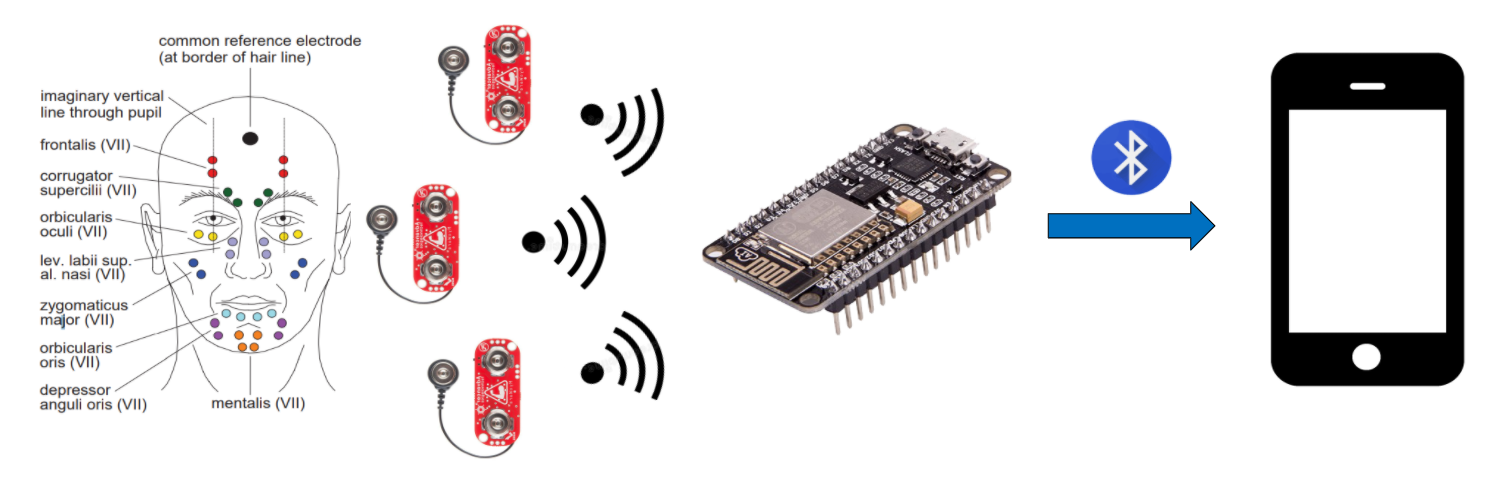 common reference electrode
(at border of hair line)
imaginary vertical
line through pupil
frontalis (VII)
corrugator
supercilii (VII)
orbicularis
oculi (VII)
lev. labii sup.
al. nasi (VII)
zygomaticus
major (VII)
orbicularis
oris (VII)
depressor
anguli oris (VII)
mentalis (VII)